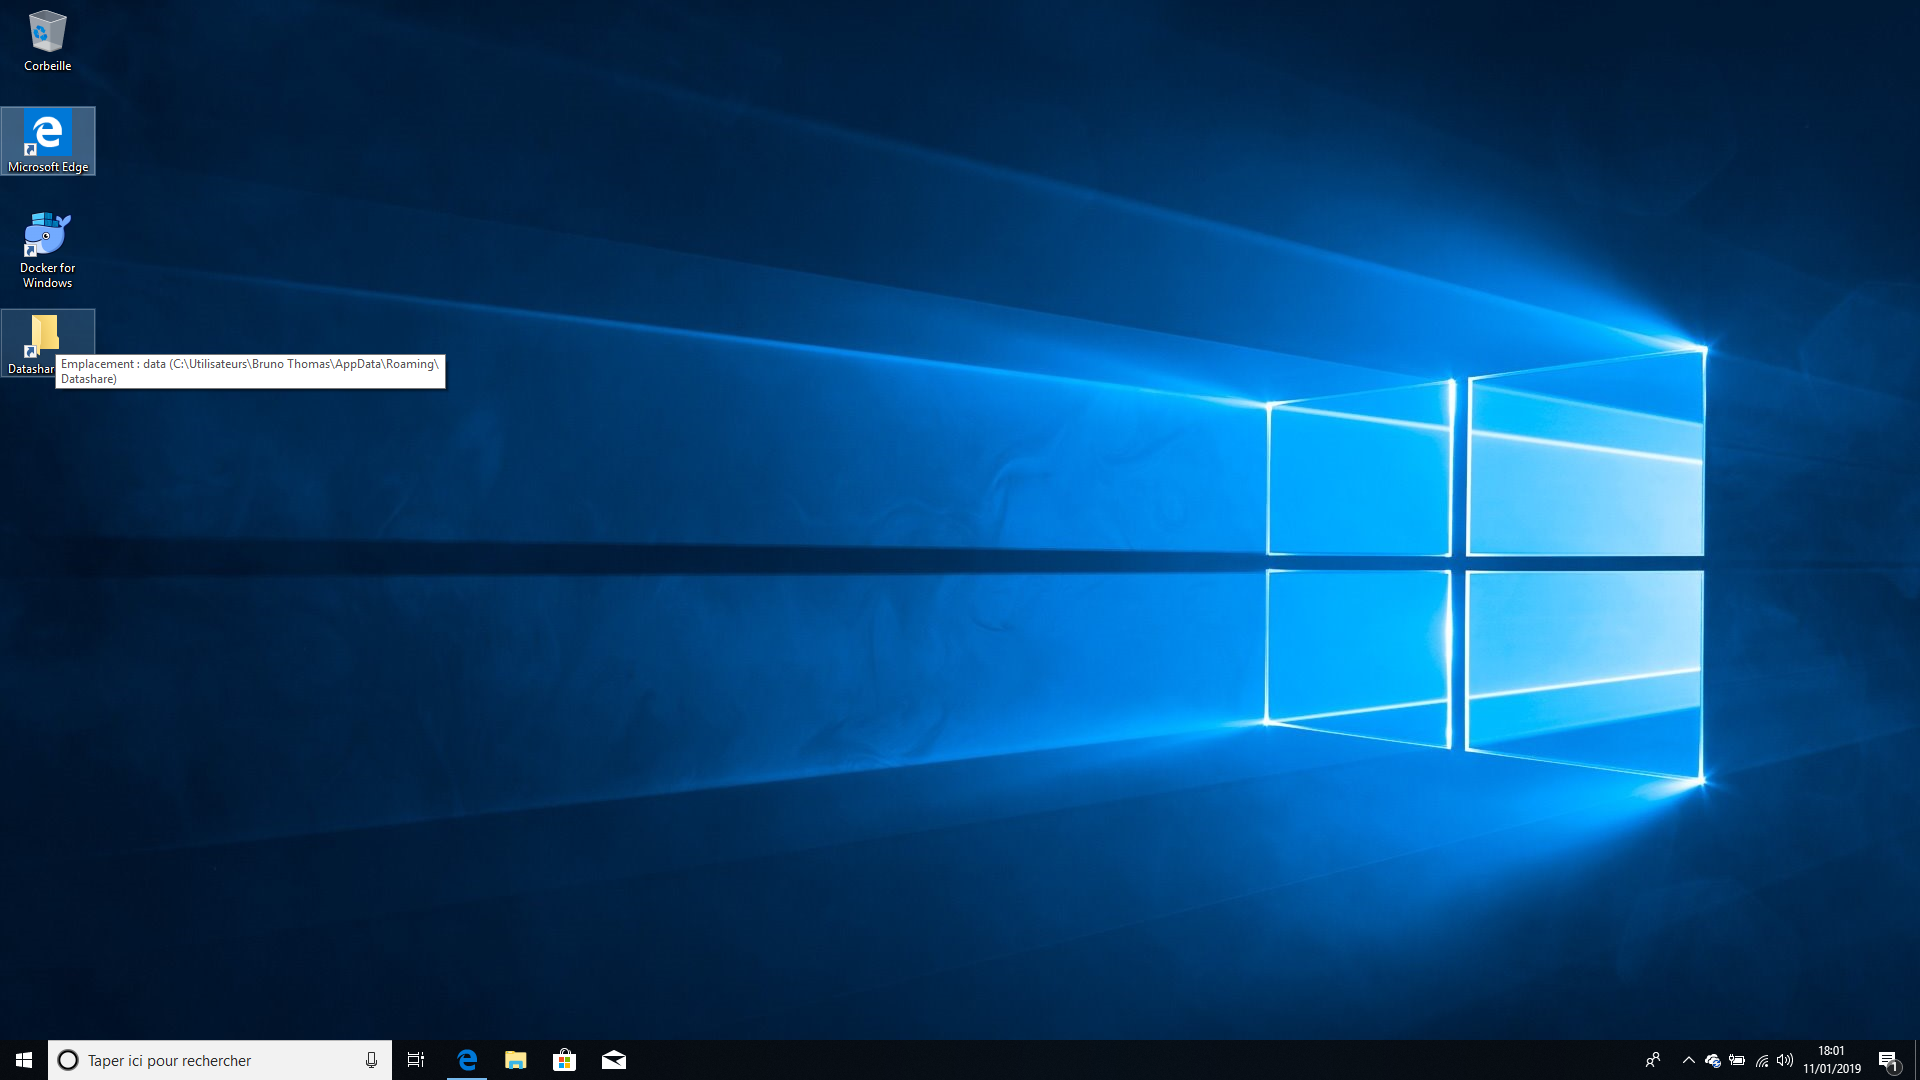 Corbeille
Microsoft Edge
Docker for
Windows
Emplacement : data (C:\Utilisateurs\Bruno Thomas\AppData\Roaming\
Datashare)
Taper ici pour rechercher
18:01
11/01/2019
1